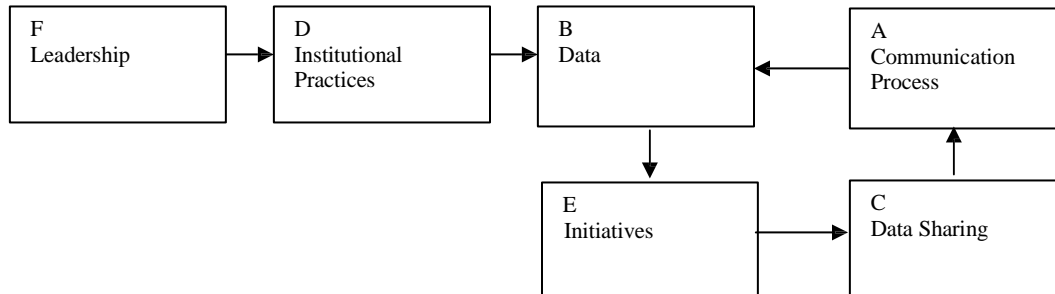 F
Leadership
D
Institutional
Practices
B
Data
A
Communication
Process
E
Initiatives
C
Data Sharing